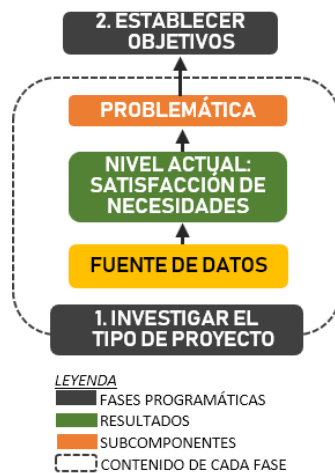 2. ESTABLECER
OBJETIVOS
PROBLEMÁTICA
NIVEL ACTUAL:
SATISFACCIÓN DE
NECESIDADES
FUENTE DE DATOS
1. INVESTIGAR EL
TIPO DE PROYECTO
LEYENDA
FASES PROGRAMÁTICAS
RESULTADOS
SUBCOMPONENTES
CONTENIDO DE CADA FASE